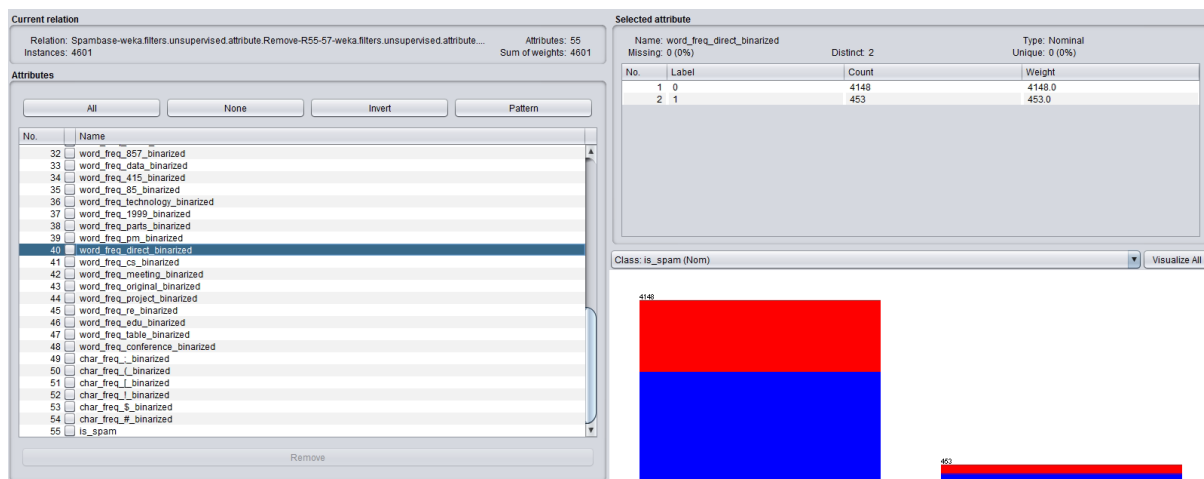 Current relation
Relation: Spambase-weka.filters.unsupervised.attribute.Remove-R55-57-weka.filters.unsupervised.attribute....
Attributes: 55
Instances: 4601
Sum of weights: 4601
Attributes
All None Invert Pattern
No. Name
32 word_freq_857_binarized
33 word_freq_data_binarized
34 word_freq_415_binarized
35 word_freq_85_binarized
36 word_freq_technology_binarized
37 word_freq_1999_binarized
38 word_freq_parts_binarized
39 word_freq_pm_binarized
40 word_freq_direct_binarized
41 word_freq_cs_binarized
42 word_freq_meeting_binarized
43 word_freq_original_binarized
44 word_freq_project_binarized
45 word_freq_re_binarized
46 word_freq_edu_binarized
47 word_freq_table_binarized
48 word_freq_conference_binarized
49 char_freq_;_binarized
50 char_freq_(_binarized
51 char_freq_[_binarized
52 char_freq_!_binarized
53 char_freq_$_binarized
54 char_freq_#_binarized
55 is_spam
Remove
Selected attribute
Name: word_freq_direct_binarized Type: Nominal
Missing: 0 (0%) Distinct: 2 Unique: 0 (0%)
No. Label Count Weight
1 0 4148 4148.0
2 1 453 453.0
Class: is_spam (Nom) Visualize All
4148
453